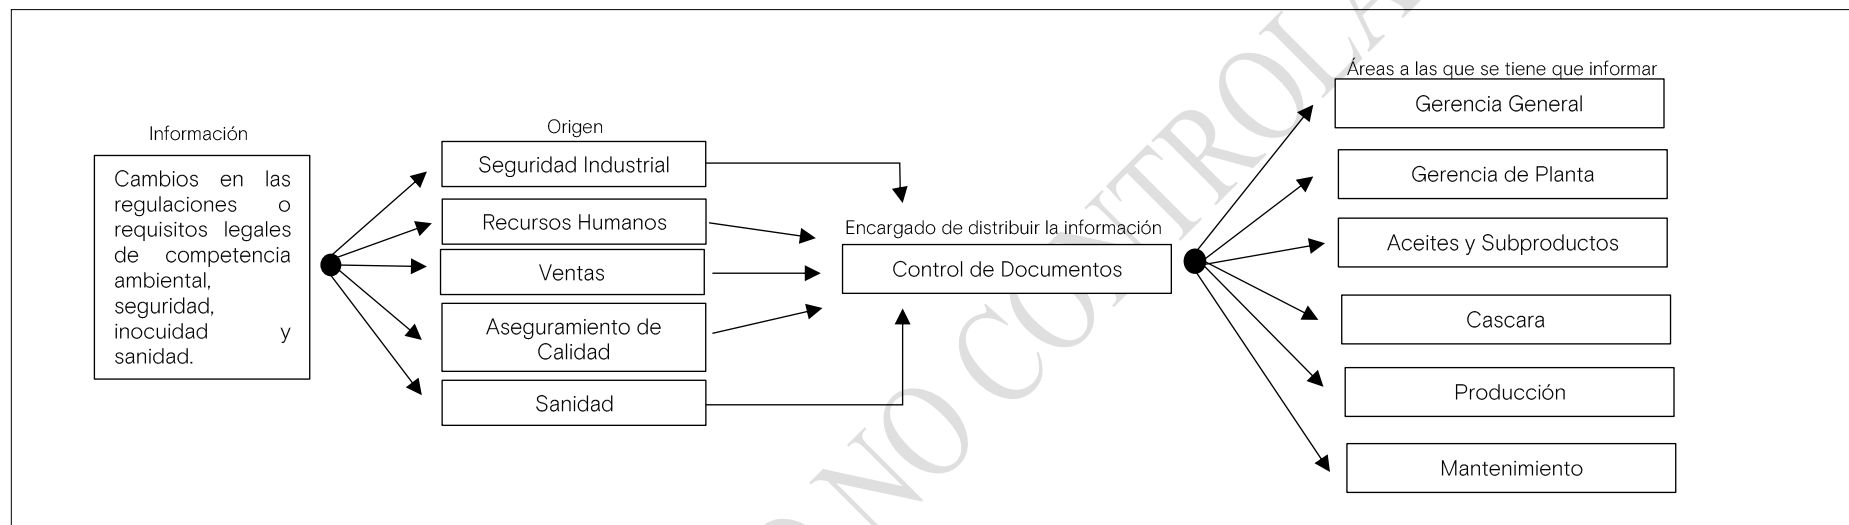 Información
Cambios en las
regulaciones o
requisitos legales
de competencia
ambiental,
seguridad,
inocuidad y
sanidad.
Origen
Seguridad Industrial
Recursos Humanos
Ventas
Aseguramiento de
Calidad
Sanidad
Encargado de distribuir la información
Control de Documentos
Áreas a las que se tiene que informar
Gerencia General
Gerencia de Planta
Aceites y Subproductos
Cascara
Producción
Mantenimiento
NO CONTROLA